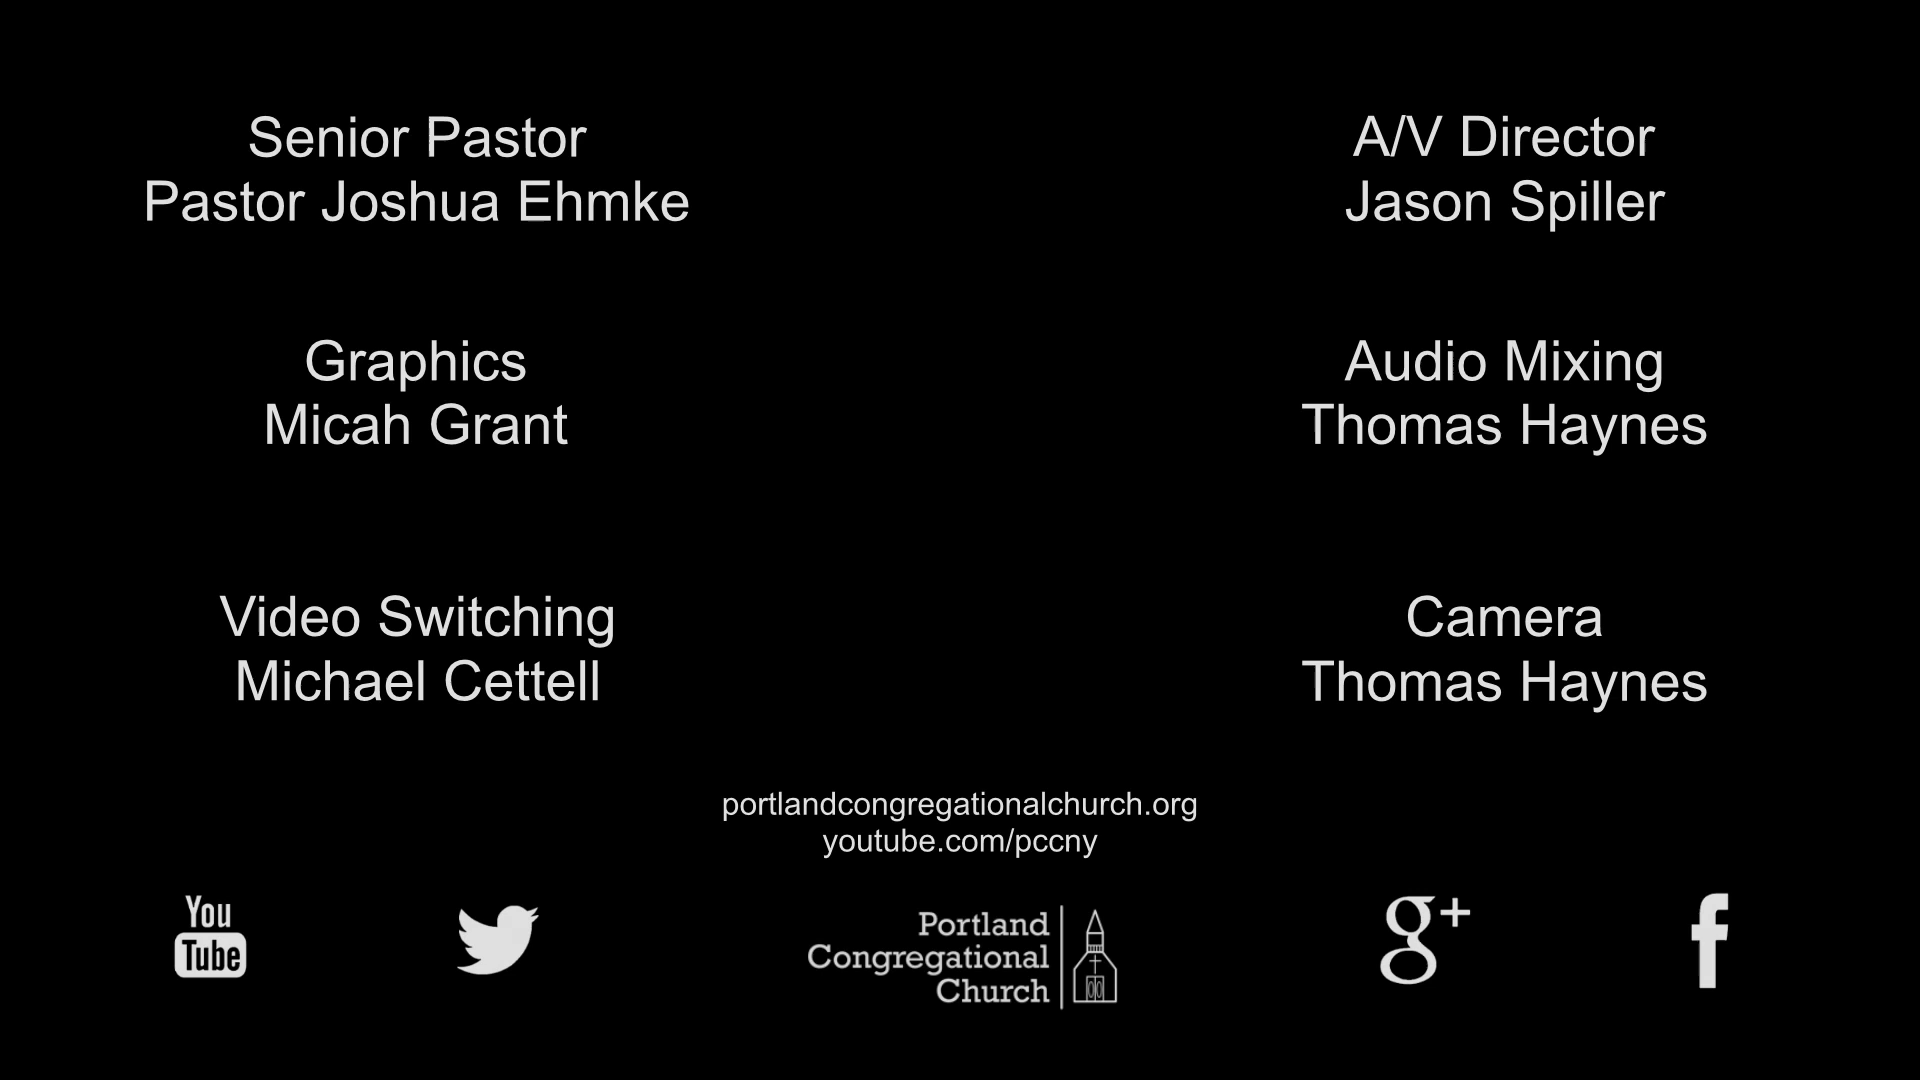 Senior Pastor
Pastor Joshua Ehmke
A/V Director
Jason Spiller
Graphics
Micah Grant
Audio Mixing
Thomas Haynes
Video Switching
Michael Cettell
Camera
Thomas Haynes
portlandcongregationalchurch.org
youtube.com/pccny
You
Tube
Portland
Congregational
Church
g+
f